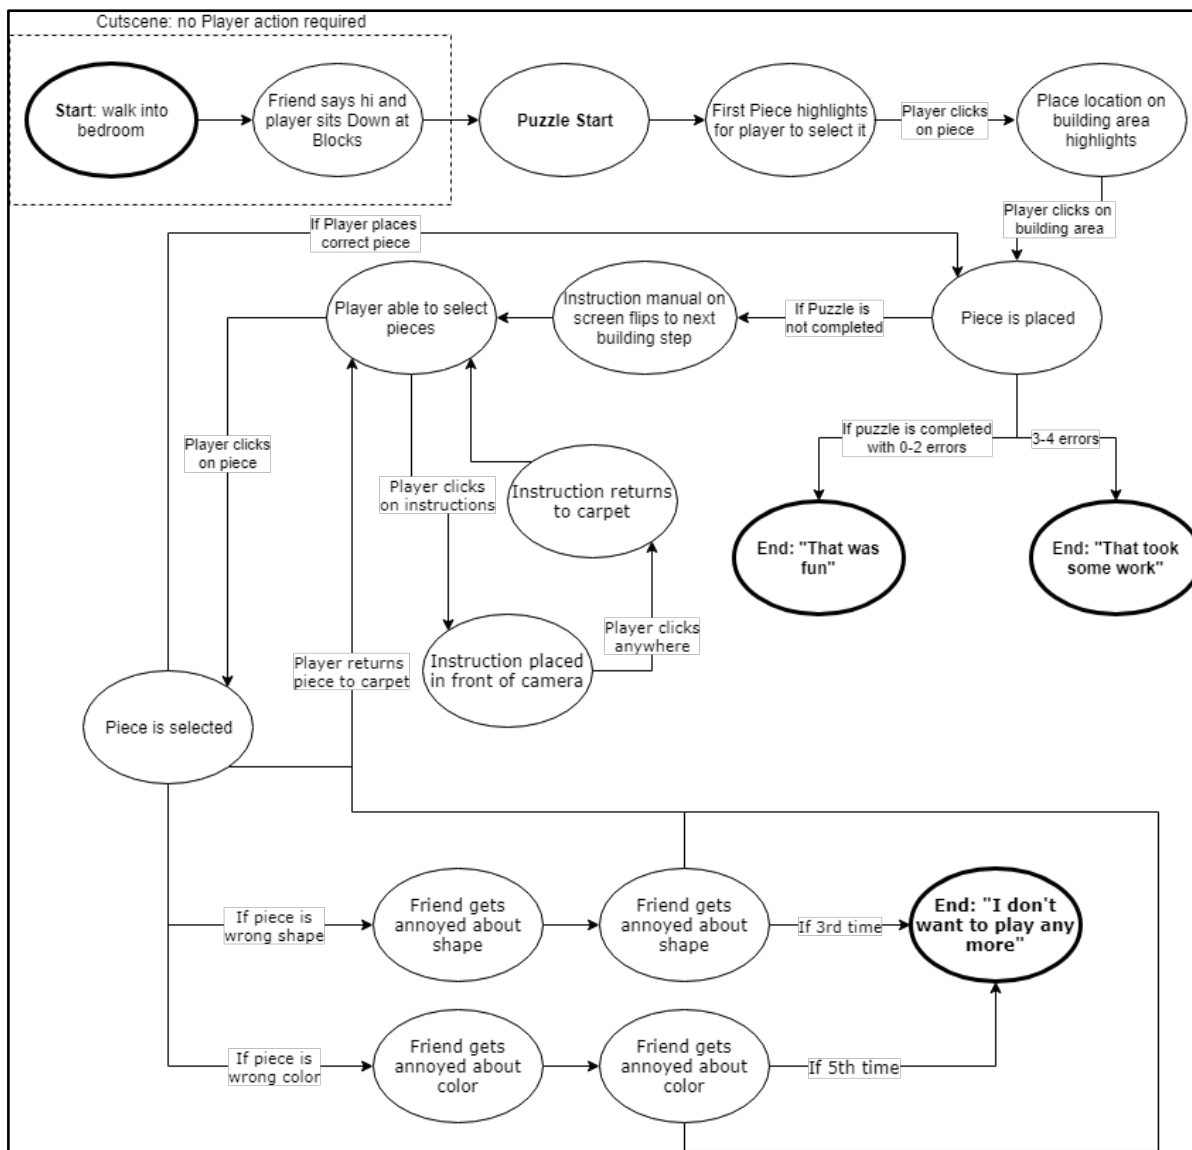 Cutscene: no Player action required
Start: walk into
bedroom
Friend says hi and
player sits Down at
Blocks
Puzzle Start
First Piece highlights
for player to select it
Player clicks
on piece
Place location on
building area
highlights
Player clicks on
building area
If Player places
correct piece
Player able to select
pieces
Instruction manual on
screen flips to next
building step
If Puzzle is
not completed
Piece is placed
Player clicks
on piece
Player clicks
on instructions
Instruction returns
to carpet
If puzzle is completed
with 0-2 errors
3-4 errors
End: "That was
fun"
End: "That took
some work"
Player clicks
anywhere
Player returns
piece to carpet
Instruction placed
in front of camera
Piece is selected
If piece is
wrong shape
Friend gets
annoyed about
shape
Friend gets
annoyed about
shape
If 3rd time
End: "I don't
want to play any
more"
If piece is
wrong color
Friend gets
annoyed about
color
Friend gets
annoyed about
color
If 5th time